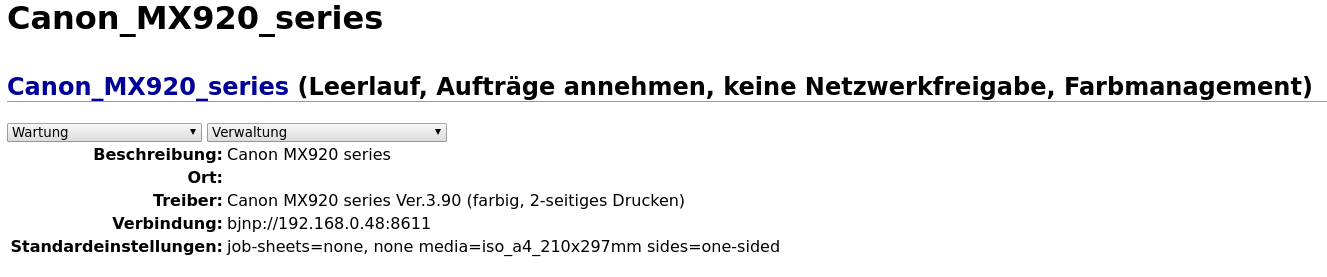 Canon_MX920_series
Canon_MX920_series (Leerlauf, Aufträge annehmen, keine Netzwerkfreigabe, Farbmanagement)
Wartung Verwaltung
Beschreibung: Canon MX920 series
Ort:
Treiber: Canon MX920 series Ver.3.90 (farbig, 2-seitiges Drucken)
Verbindung: bjnp://192.168.0.48:8611
Standardeinstellungen: job-sheets=none, none media=iso_a4_210x297mm sides=one-sided